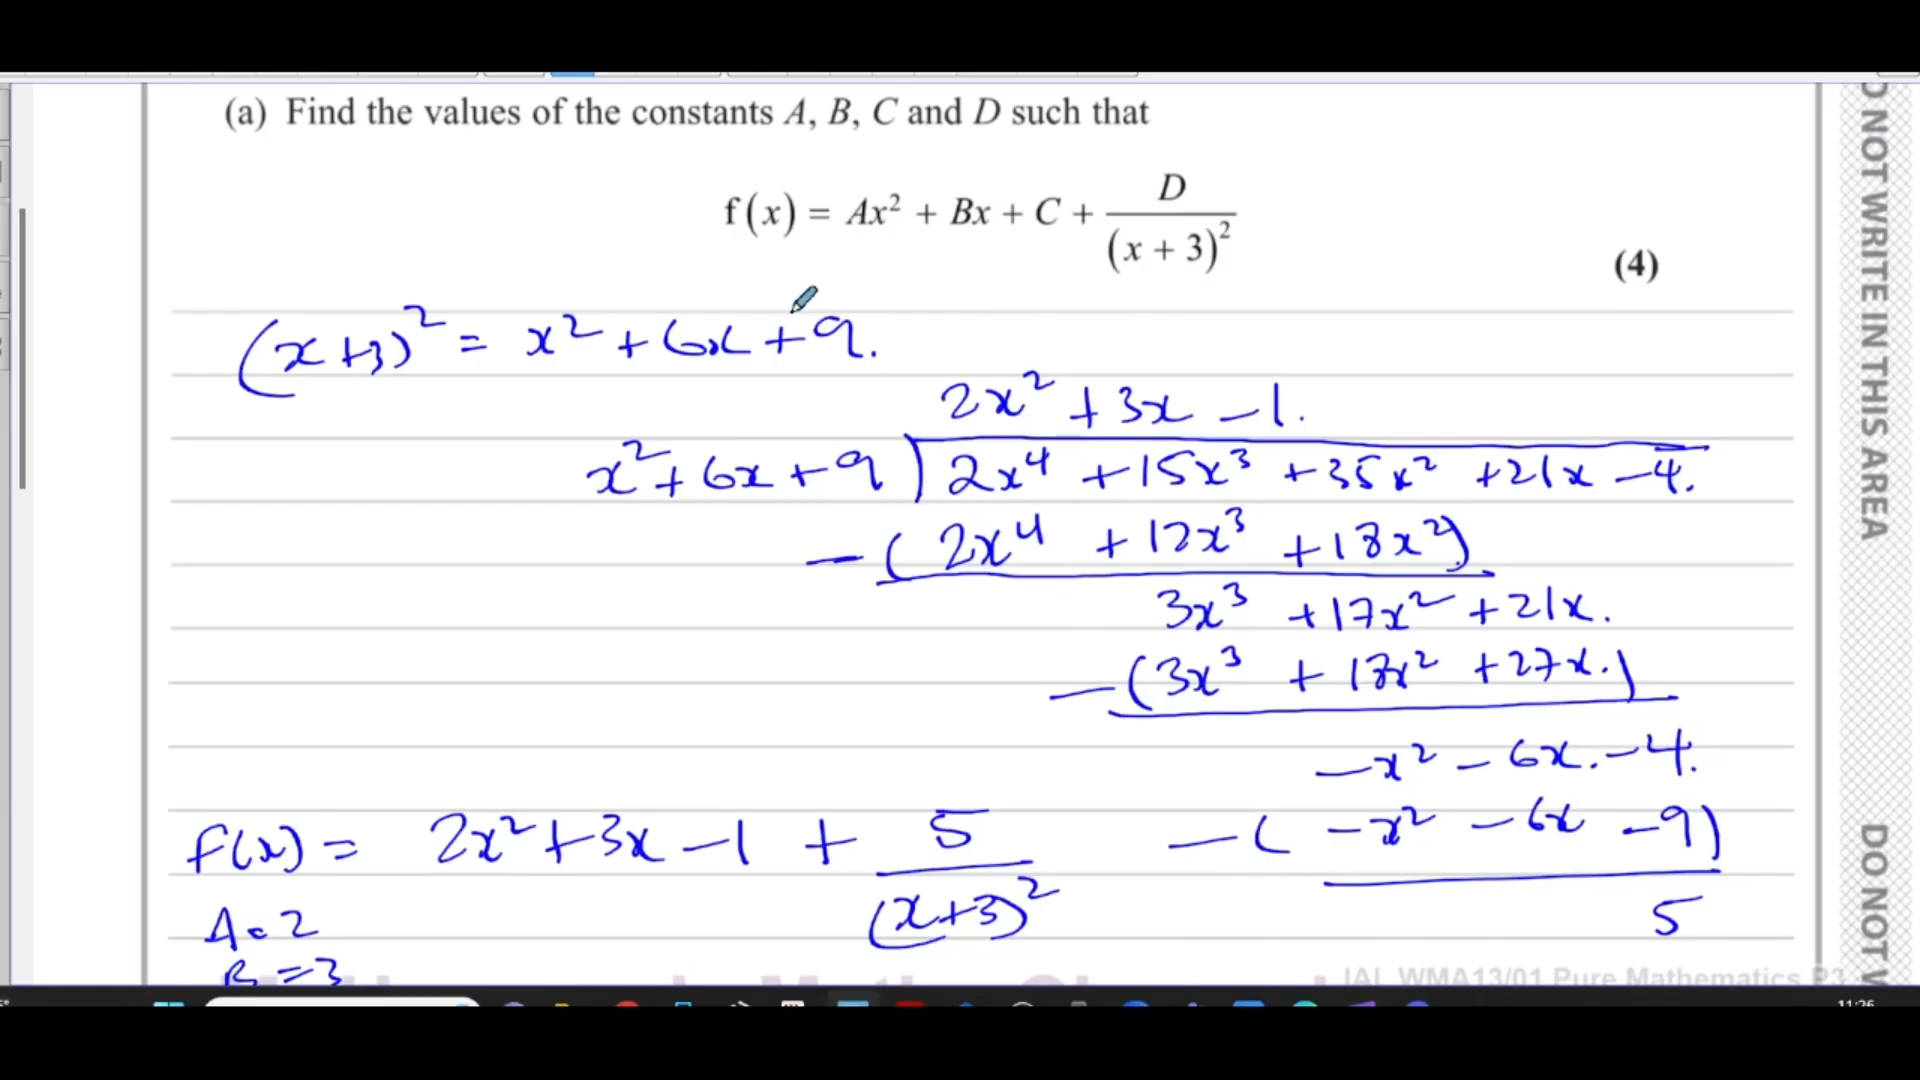 (a) Find the values of the constants A, B, C and D such that
f(x) = Ax² + Bx + C + D/(x + 3)²
(4)
(x+3)² = x² + 6x + 9.
2x² + 3x - 1.
x² + 6x + 9 ) 2x⁴ + 15x³ + 35x² + 21x - 4.
- ( 2x⁴ + 12x³ + 18x² )
3x³ + 17x² + 21x.
- ( 3x³ + 18x² + 27x. )
- x² - 6x. - 4.
- ( - x² - 6x - 9 )
5
f(x) = 2x² + 3x - 1 + 5/(x+3)²
A = 2
B = 3
IAL WMA13/01 Pure Mathematics P3
O NOT WRITE IN THIS AREA
DO NOT W
11:26